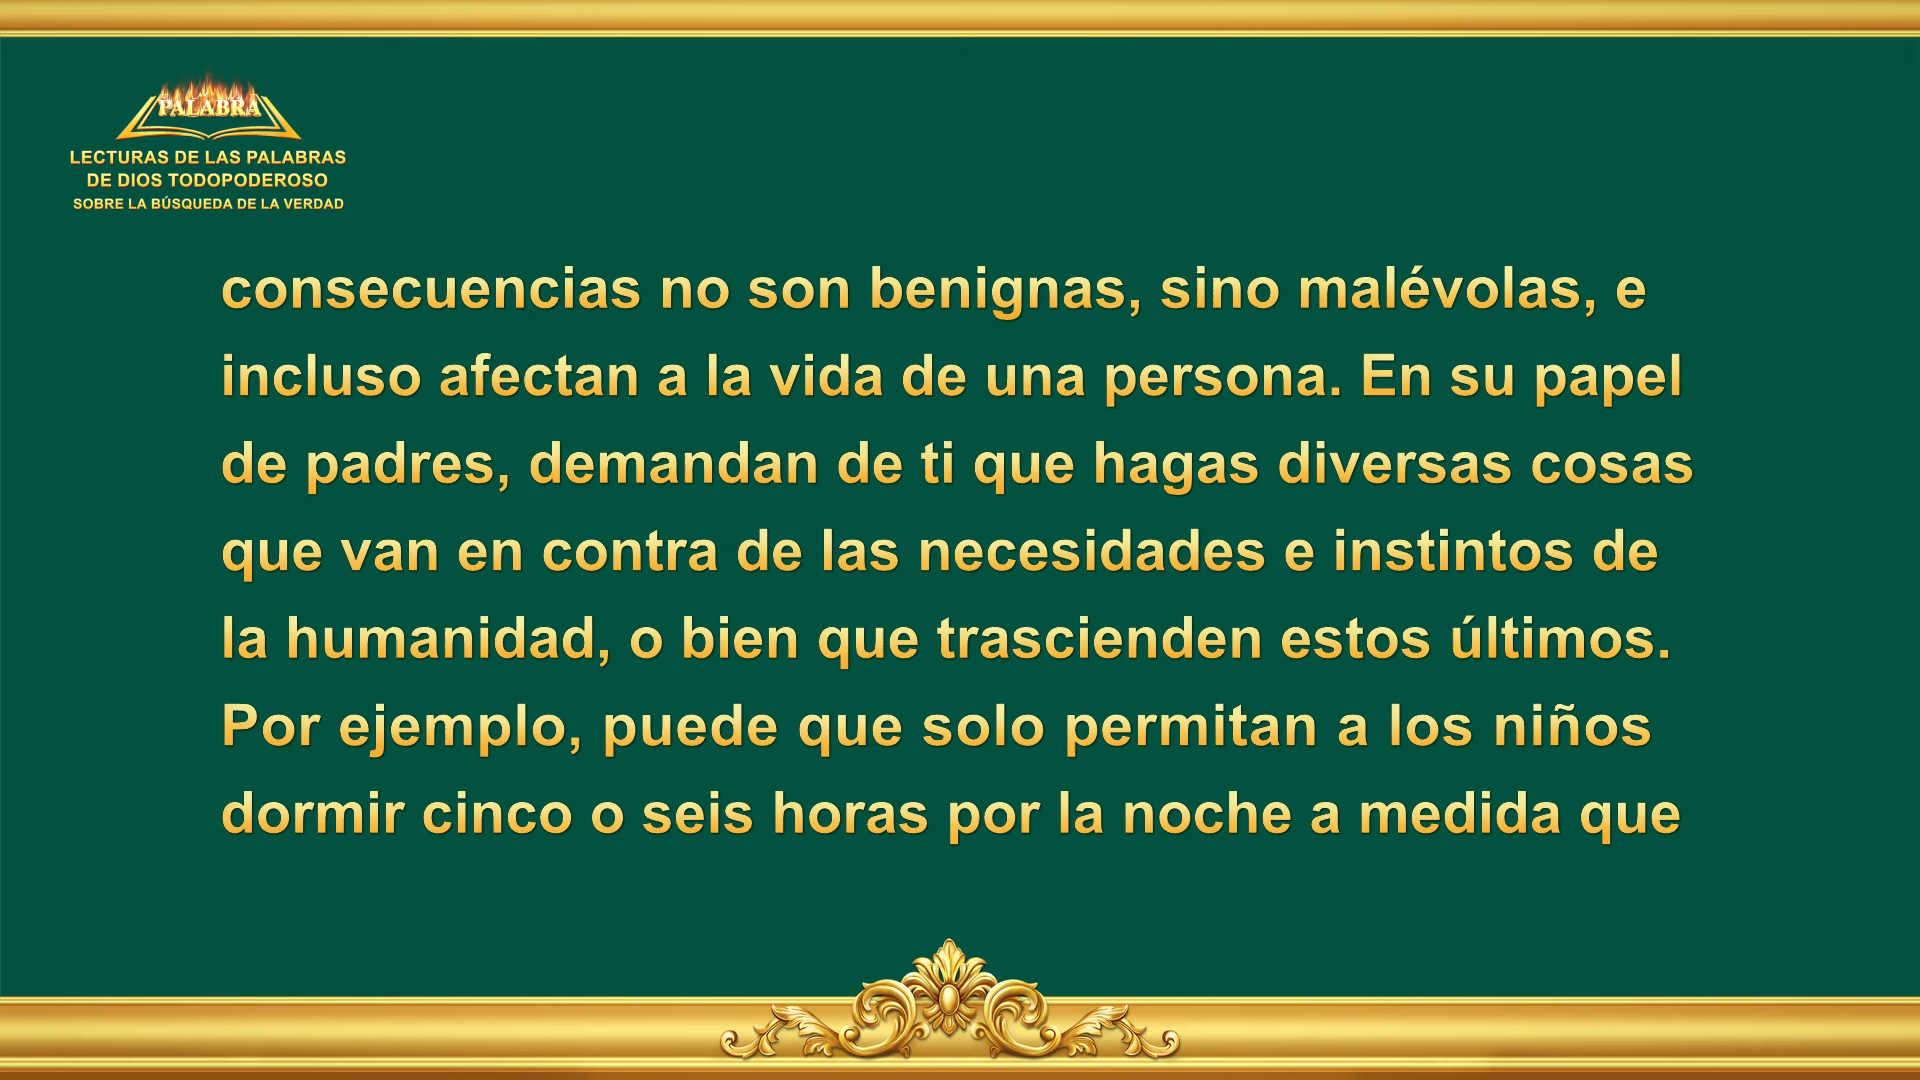 PALABRA
LECTURAS DE LAS PALABRAS
DE DIOS TODOPODEROSO
SOBRE LA BÚSQUEDA DE LA VERDAD
consecuencias no son benignas, sino malévolas, e
incluso afectan a la vida de una persona. En su papel
de padres, demandan de ti que hagas diversas cosas
que van en contra de las necesidades e instintos de
la humanidad, o bien que trascienden estos últimos.
Por ejemplo, puede que solo permitan a los niños
dormir cinco o seis horas por la noche a medida que